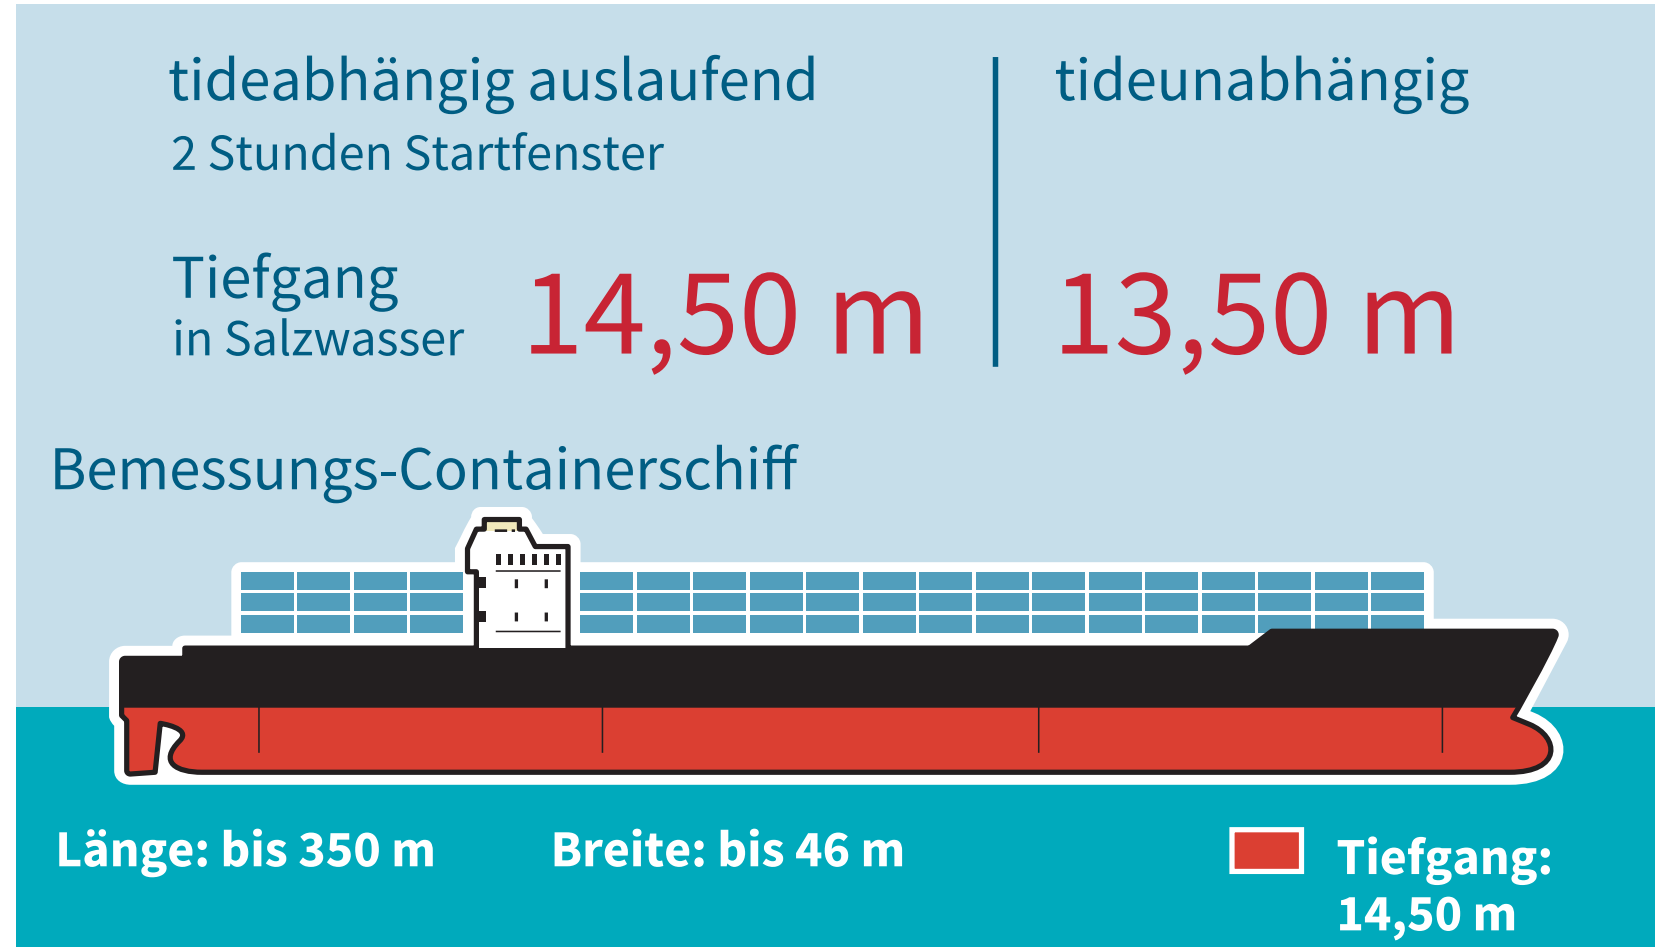 tideabhängig auslaufend
2 Stunden Startfenster
Tiefgang
in Salzwasser
14,50 m
tideunabhängig
13,50 m
Bemessungs-Containerschiff
Länge: bis 350 m
Breite: bis 46 m
Tiefgang:
14,50 m